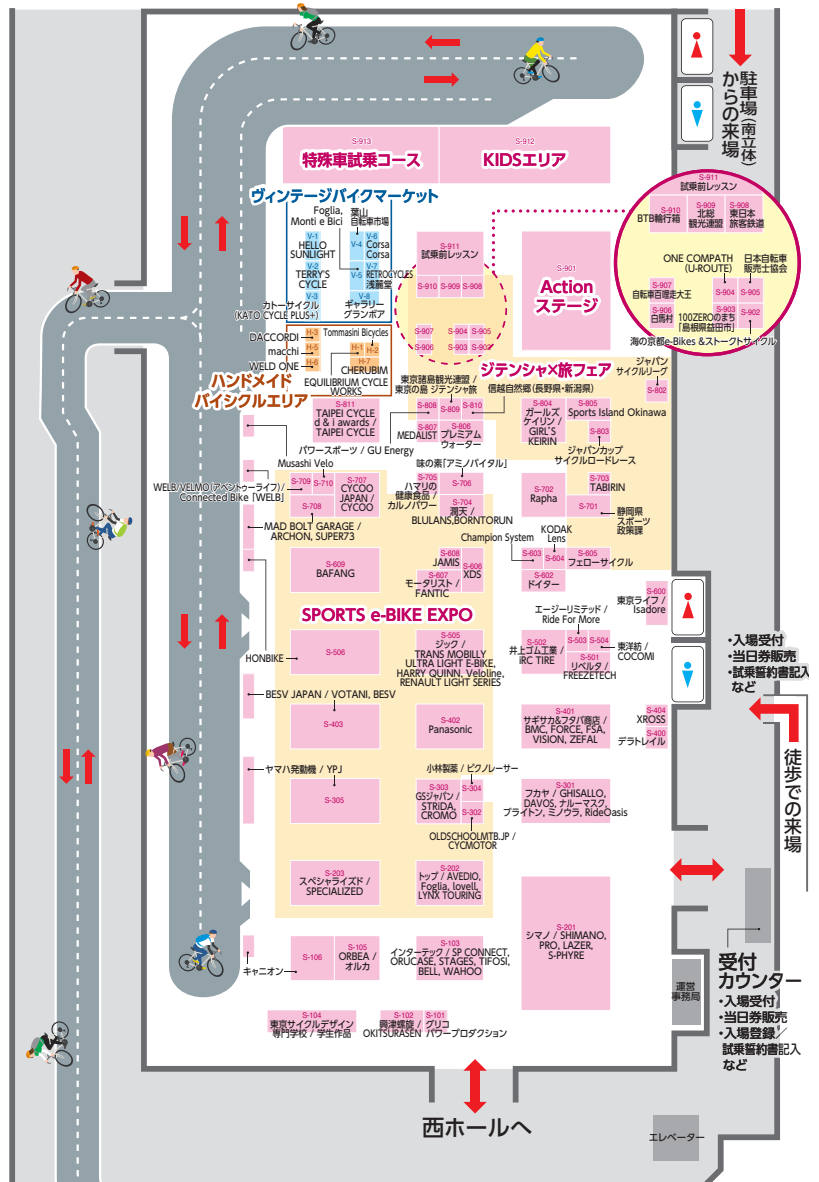 駐車場(南立体)
からの来場
S-913
特殊車試乗コース
S-912
KIDSエリア
ヴィンテージバイクマーケット
Foglia,
Monti e Bici
葉山
自転車市場
V-1
HELLO
SUNLIGHT
V-2
TERRY'S
CYCLE
V-3
カトーサイクル
(KATO CYCLE PLUS+)
V-4
V-6
Corsa
Corsa
V-5
V-7
RETROCYCLES
浅麓堂
V-8
ギャラリー
グランボア
S-911
試乗前レッスン
S-910
S-909
S-908
S-907
S-906
S-904
S-905
S-903
S-902
S-901
Action
ステージ
S-911
試乗前レッスン
S-910
BTB輪行箱
S-909
北総
観光連盟
S-908
東日本
旅客鉄道
ONE COMPATH
(U-ROUTE)
日本自転車
販売士協会
S-907
自転車百哩走大王
S-904
S-905
S-906
白馬村
S-903
100ZEROのまち
「島根県益田市」
S-902
海の京都e-Bikes &ストークトサイクル
DACCORDI
H-3
macchi
H-5
WELD ONE
H-6
Tommasini Bicycles
H-1
H-2
H-7
CHERUBIM
EQUILIBRIUM CYCLE
WORKS
ハンドメイド
バイシクルエリア
ジテンシャ×旅フェア
ジャパン
サイクルリーグ
S-802
S-811
TAIPEI CYCLE
d & i awards /
TAIPEI CYCLE
東京諸島観光連盟 /
東京の島 ジテンシャ旅
信越自然郷(長野県・新潟県)
S-808
S-809
S-810
S-807
MEDALIST
S-806
プレミアム
ウォーター
パワースポーツ / GU Energy
S-804
ガールズ
ケイリン /
GIRL'S
KEIRIN
S-805
Sports Island Okinawa
S-803
ジャパンカップ
サイクルロードレース
Musashi Velo
WELB/VELMO(アベントゥーライフ)/
Connected Bike [WELB]
S-709
S-710
S-707
CYCOO
JAPAN /
CYCOO
S-708
MAD BOLT GARAGE /
ARCHON, SUPER73
味の素「アミノバイタル」
S-705
ハマリの
健康食品 /
カルノパワー
S-706
S-704
潤天 /
BLULANS,BORNTORUN
S-702
Rapha
S-703
TABIRIN
S-701
静岡県
スポーツ
政策課
Champion System
KODAK
Lens
S-603
S-604
S-605
フェローサイクル
S-602
ドイター
S-609
BAFANG
S-608
JAMIS
S-606
XDS
S-607
モータリスト /
FANTIC
S-600
東京ライフ /
Isadore
SPORTS e-BIKE EXPO
エージーリミテッド /
Ride For More
HONBIKE
S-506
S-505
ジック /
TRANS MOBILLY
ULTRA LIGHT E-BIKE,
HARRY QUINN, Veloline,
RENAULT LIGHT SERIES
S-502
井上ゴム工業 /
iRC TIRE
S-503
S-504
東洋紡 /
COCOMI
S-501
リベルタ /
FREEZETECH
・入場受付
・当日券販売
・試乗誓約書記入
など
徒歩での来場
BESV JAPAN / VOTANI, BESV
S-403
S-402
Panasonic
S-401
サギサカ&フタバ商店 /
BMC, FORCE, FSA,
VISION, ZEFAL
S-404
XROSS
S-400
デラトレイル
ヤマハ発動機 / YPJ
S-305
小林製薬 / ピクノレーサー
S-303
GSジャパン /
STRiDA,
CROMO
S-304
S-302
OLDSCHOOLMTB.JP /
CYCMOTOR
S-301
フカヤ / GHISALLO,
DAVOS, ナルーマスク,
ブライトン, ミノウラ, RideOasis
S-203
スペシャライズド /
SPECIALIZED
S-202
トップ / AVEDIO,
Foglia, lovell,
LYNX TOURING
S-201
シマノ / SHIMANO,
PRO, LAZER,
S-PHYRE
キャニオン
S-106
S-105
ORBEA /
オルカ
S-103
インターテック / SP CONNECT,
ORUCASE, STAGES, TIFOSI,
BELL, WAHOO
S-104
東京サイクルデザイン
専門学校 / 学生作品
S-102
興津螺旋 /
OKITSURASEN
S-101
グリコ
パワープロダクション
運営
事務局
受付
カウンター
・入場受付
・当日券販売
・入場登録／
試乗誓約書記入
など
西ホールへ
エレベーター